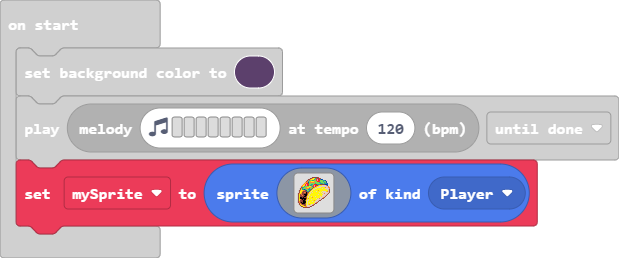 on start
set background color to
play melody at tempo 120 (bpm) until done
set mySprite to sprite of kind Player